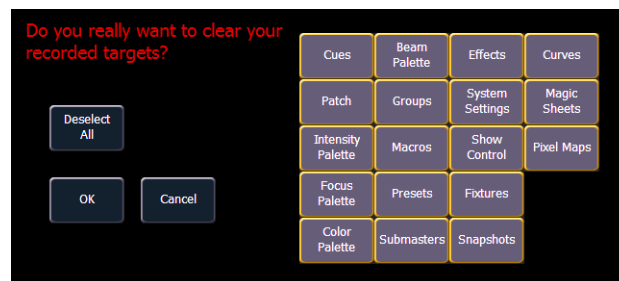 Do you really want to clear your
recorded targets?
Deselect
All
OK
Cancel
Cues
Beam
Palette
Effects
Curves
Patch
Groups
System
Settings
Magic
Sheets
Intensity
Palette
Macros
Show
Control
Pixel Maps
Focus
Palette
Presets
Fixtures
Color
Palette
Submasters
Snapshots